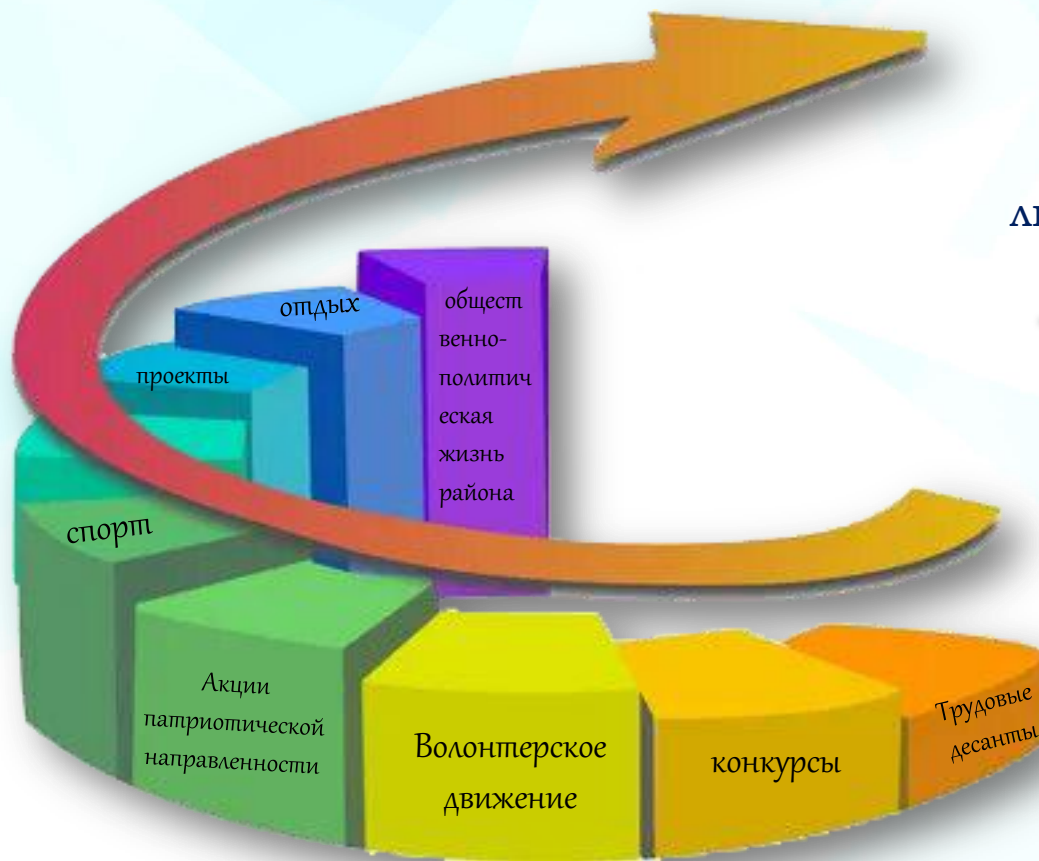 отдых
общест
венно-
политич
еская
жизнь
района
проекты
спорт
Акции
патриотической
направленности
Волонтерское
движение
конкурсы
Трудовые
десанты